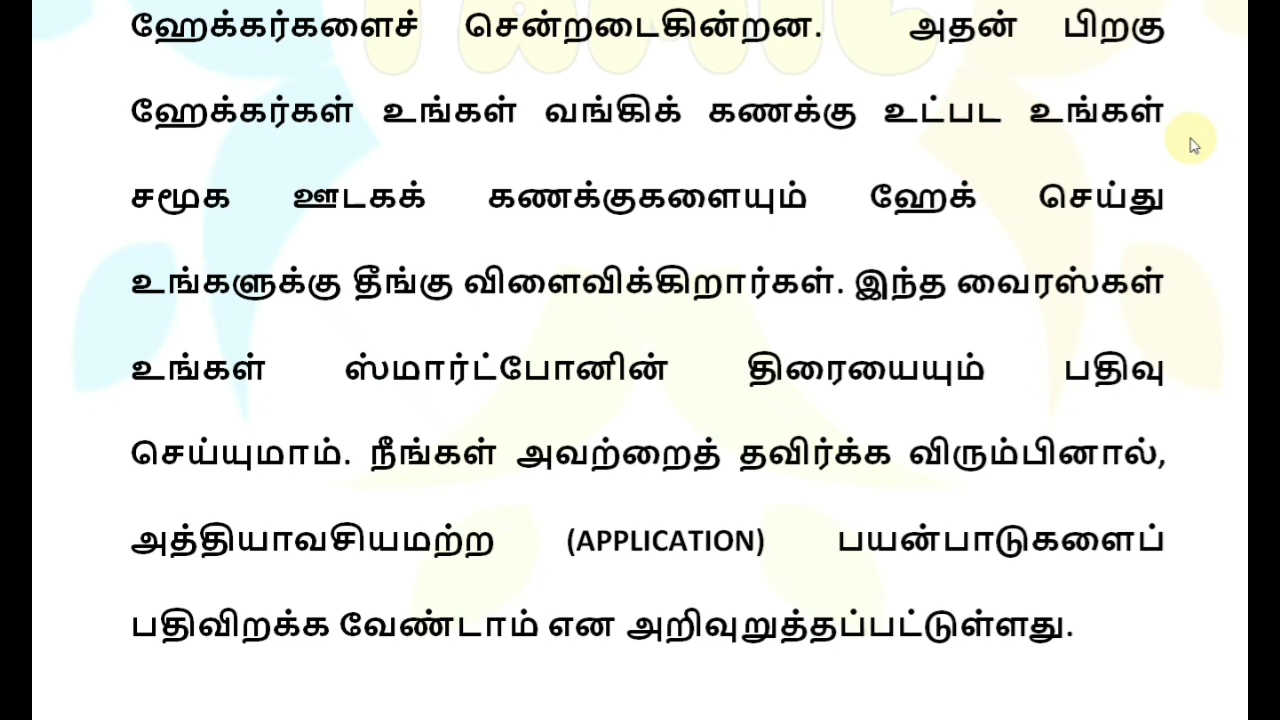 ஹேக்கர்களைச் சென்றடைகின்றன. அதன் பிறகு
ஹேக்கர்கள் உங்கள் வங்கிக் கணக்கு உட்பட உங்கள்
சமூக ஊடகக் கணக்குகளையும் ஹேக் செய்து
உங்களுக்கு தீங்கு விளைவிக்கிறார்கள். இந்த வைரஸ்கள்
உங்கள் ஸ்மார்ட்போனின் திரையையும் பதிவு
செய்யுமாம். நீங்கள் அவற்றைத் தவிர்க்க விரும்பினால்,
அத்தியாவசியமற்ற (APPLICATION) பயன்பாடுகளைப்
பதிவிறக்க வேண்டாம் என அறிவுறுத்தப்பட்டுள்ளது.